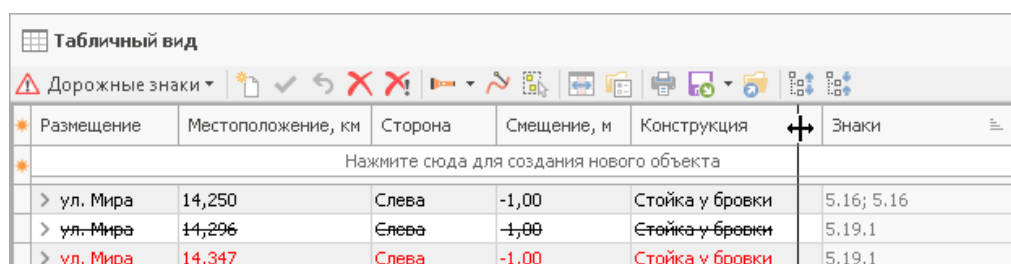 Табличный вид
Дорожные знаки
Размещение Местоположение, км Сторона Смещение, м Конструкция Знаки
Нажмите сюда для создания нового объекта
ул. Мира 14,250 Слева -1,00 Стойка у бровки 5.16; 5.16
ул. Мира 14,296 Слева -1,00 Стойка у бровки 5.19.1
ул. Мира 14,347 Слева -1,00 Стойка у бровки 5.19.1